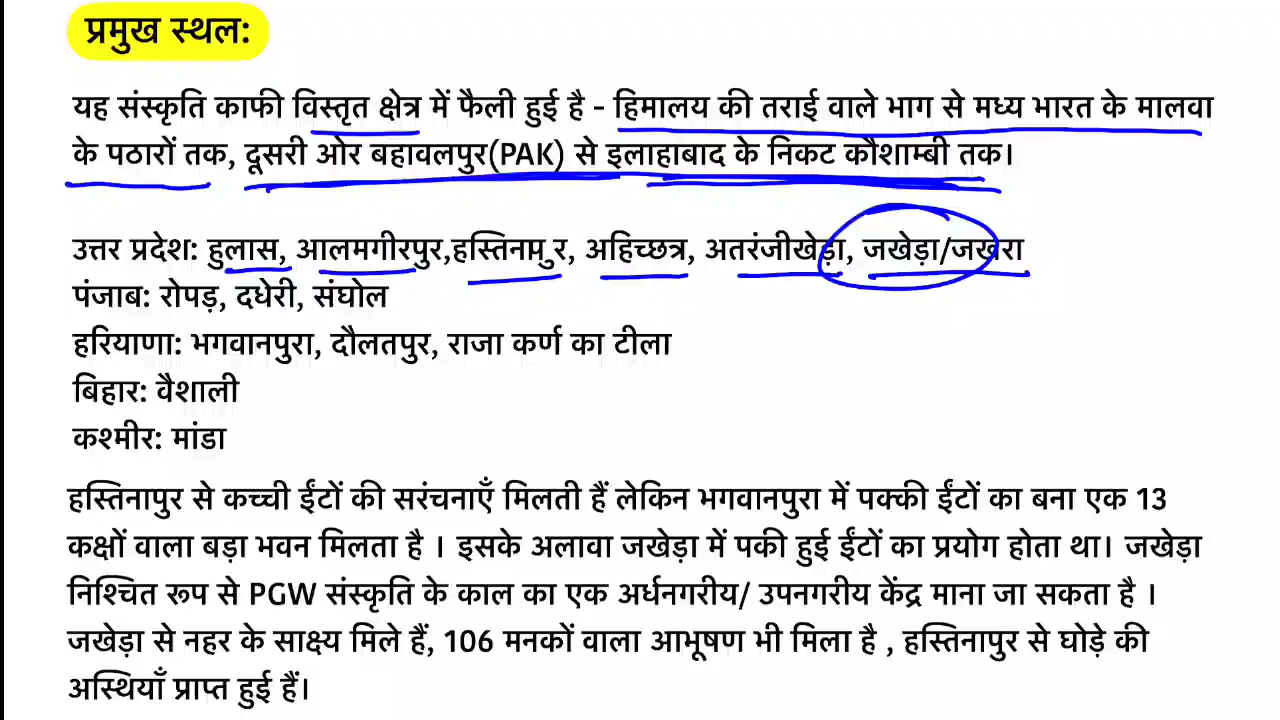 प्रमुख स्थल:
यह संस्कृति काफी विस्तृत क्षेत्र में फैली हुई है - हिमालय की तराई वाले भाग से मध्य भारत के मालवा
के पठारों तक, दूसरी ओर बहावलपुर(PAK) से इलाहाबाद के निकट कौशाम्बी तक।
उत्तर प्रदेश: हुलास, आलमगीरपुर,हस्तिनापुर, अहिच्छत्र, अतरंजीखेड़ा, जखेड़ा/जखेरा
पंजाब: रोपड़, दधेरी, संघोल
हरियाणा: भगवानपुरा, दौलतपुर, राजा कर्ण का टीला
बिहार: वैशाली
कश्मीर: मांडा
हस्तिनापुर से कच्ची ईंटों की सरंचनाएँ मिलती हैं लेकिन भगवानपुरा में पक्की ईंटों का बना एक 13
कक्षों वाला बड़ा भवन मिलता है । इसके अलावा जखेड़ा में पकी हुई ईंटों का प्रयोग होता था। जखेड़ा
निश्चित रूप से PGW संस्कृति के काल का एक अर्धनगरीय/ उपनगरीय केंद्र माना जा सकता है ।
जखेड़ा से नहर के साक्ष्य मिले हैं, 106 मनकों वाला आभूषण भी मिला है , हस्तिनापुर से घोड़े की
अस्थियाँ प्राप्त हुई हैं।